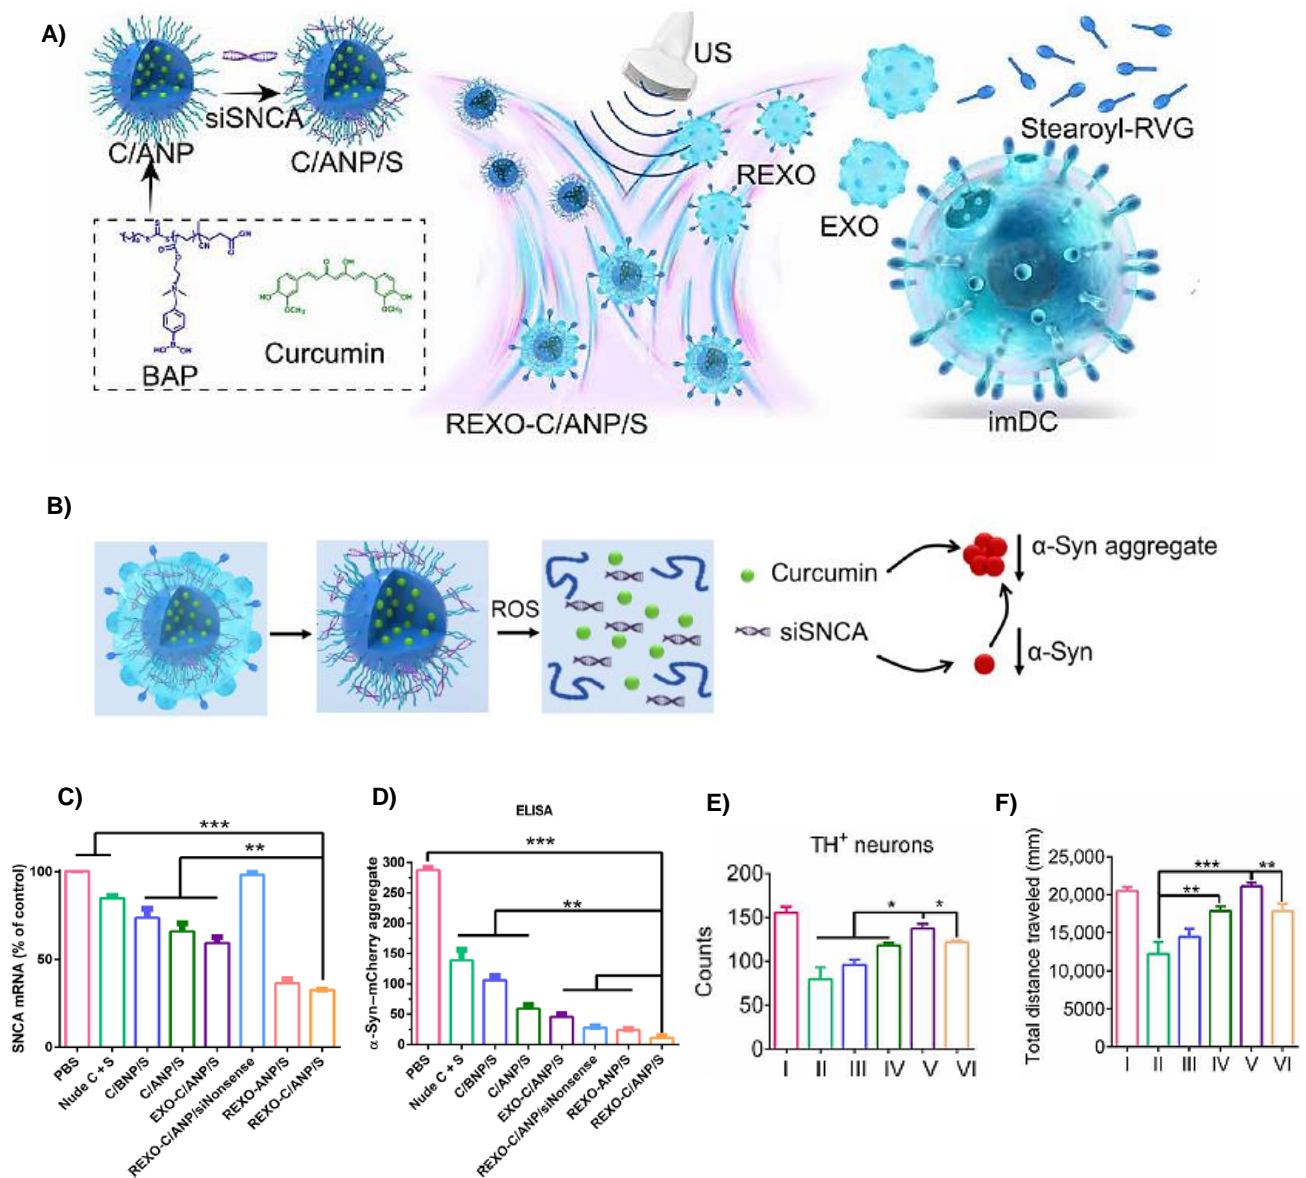 A)
US
siSNCA
C/ANP
C/ANP/S
Stearoyl-RVG
REXO
EXO
BAP
Curcumin
REXO-C/ANP/S
imDC
B)
ROS
Curcumin
siSNCA
α-Syn aggregate
α-Syn
C)
SNCA mRNA (% of control)
100
50
0
***
**
PBS
Nude C + S
C/BNP/S
C/ANP/S
EXO-C/ANP/S
REXO-C/ANP/siNonsense
REXO-ANP/S
REXO-C/ANP/S
D)
ELISA
α-Syn–mCherry aggregate
300
250
200
150
100
50
25
0
***
**
PBS
Nude C + S
C/BNP/S
C/ANP/S
EXO-C/ANP/S
REXO-C/ANP/siNonsense
REXO-ANP/S
REXO-C/ANP/S
E)
TH+ neurons
Counts
200
150
100
50
0
* *
I II III IV V VI
F)
Total distance traveled (mm)
25,000
20,000
15,000
10,000
5000
0
*** **
**
I II III IV V VI